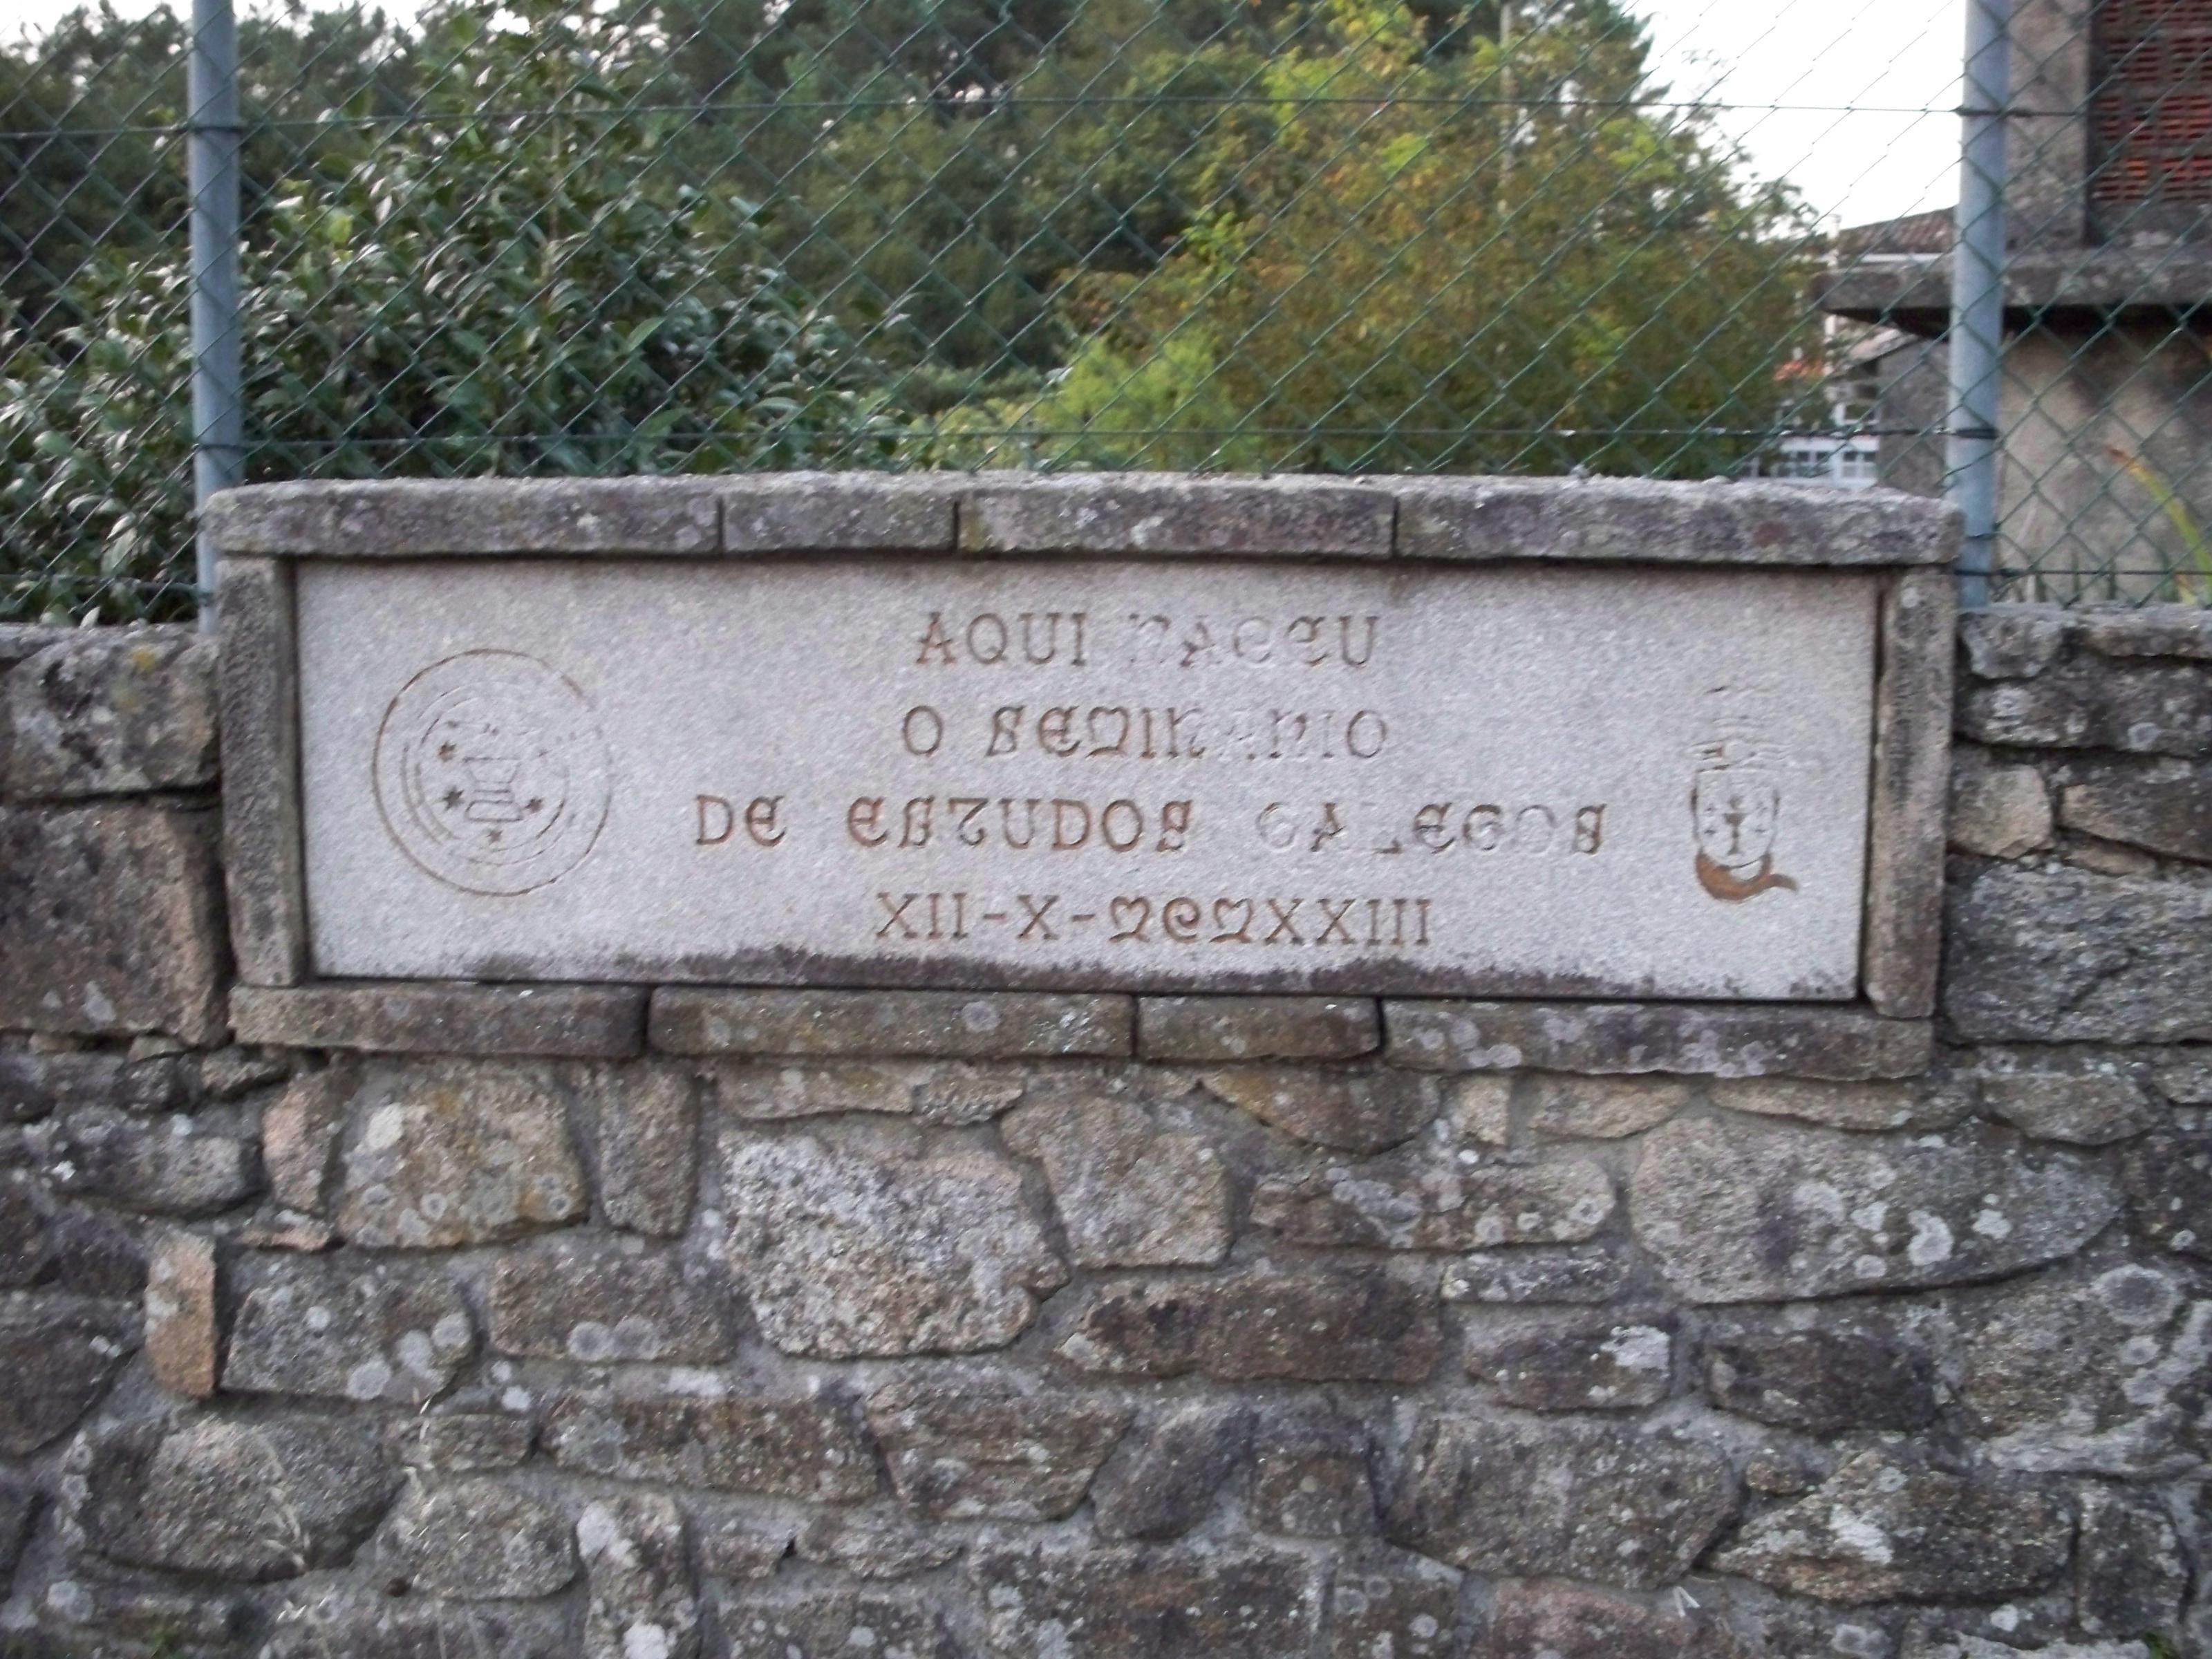 AQUI NACEU
O SEMINARIO
DE ESTUDOS GALEGOS
XII-X-MCMXXIII